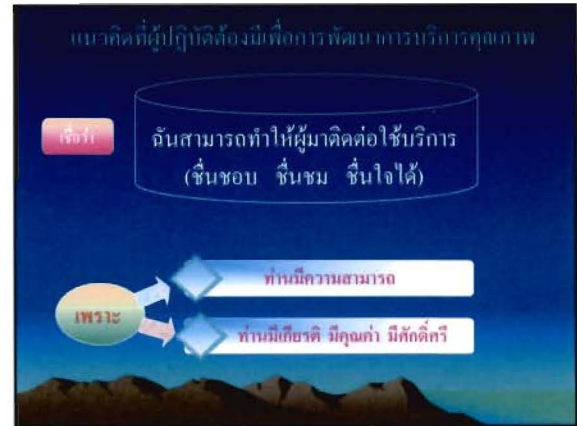 แนวคิดที่ผู้ปฏิบัติต้องมีเพื่อการพัฒนาการบริการคุณภาพ
เชื่อว่า
ฉันสามารถทำให้ผู้มาติดต่อใช้บริการ
(ชื่นชอบ ชื่นชม ชื่นใจได้)
ท่านมีความสามารถ
เพราะ
ท่านมีเกียรติ มีคุณค่า มีศักดิ์ศรี